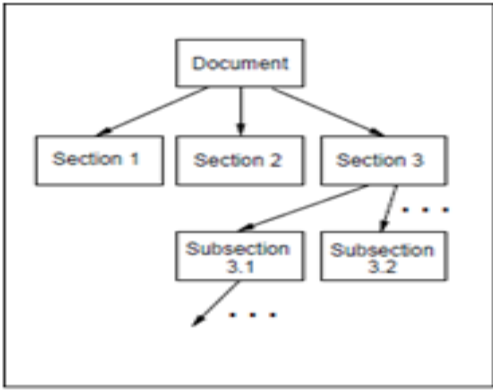 Document
Section 1
Section 2
Section 3
. . .
Subsection
3.1
Subsection
3.2
. . .